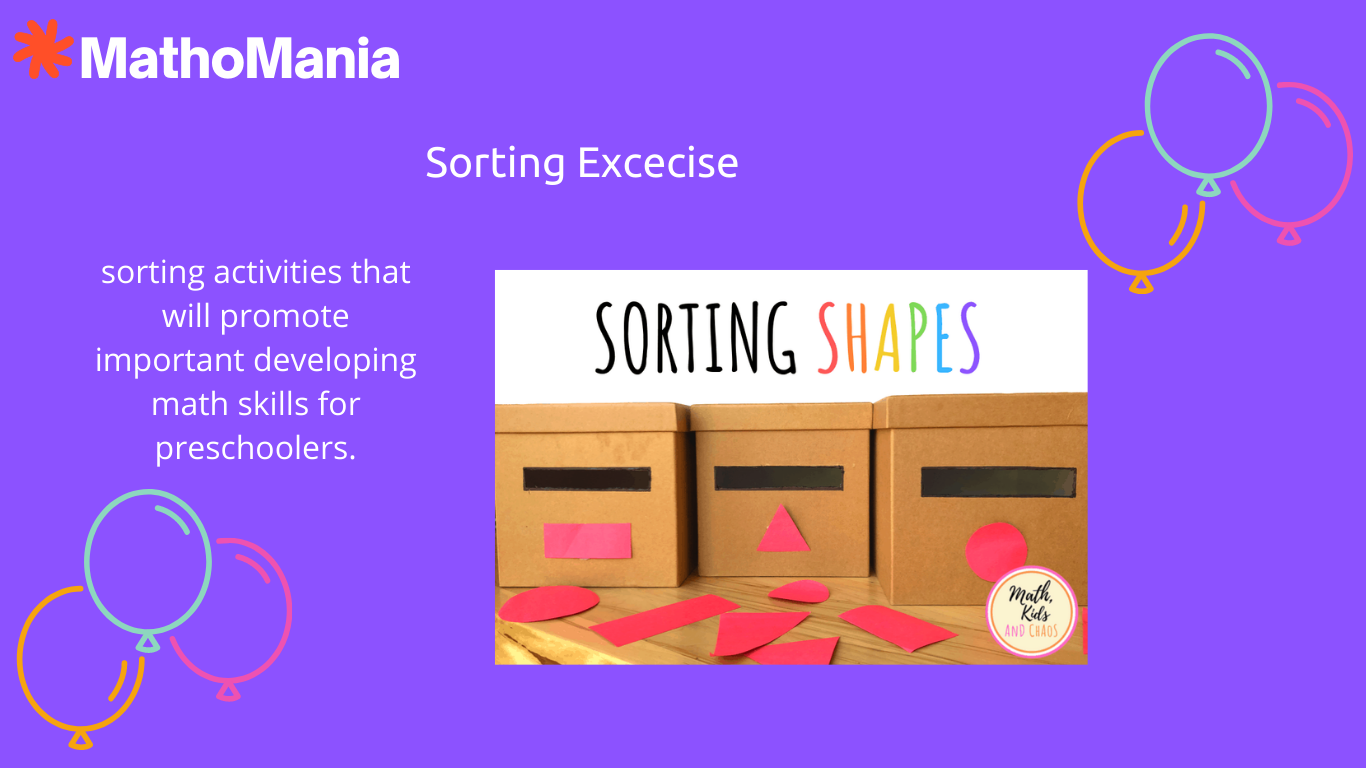 MathoMania
Sorting Excecise
sorting activities that
will promote
important developing
math skills for
preschoolers.
SORTING SHAPES
Math,
Kids
AND CHAOS